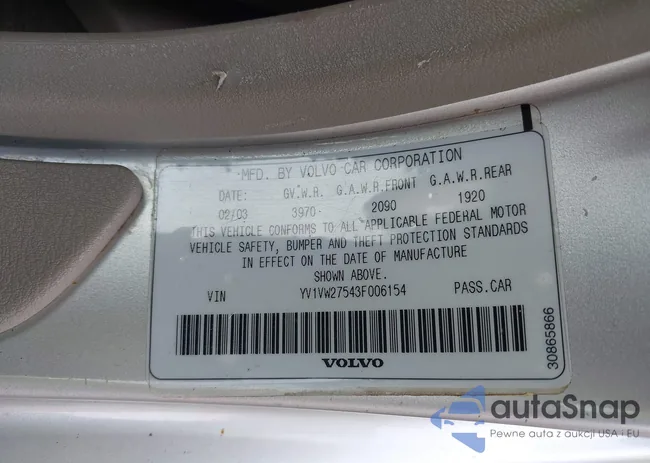 MFD. BY VOLVO CAR CORPORATION
DATE: GV.W.R. G.A.W.R.FRONT G.A.W.R.REAR
02/03 3970 2090 1920
THIS VEHICLE CONFORMS TO ALL APPLICABLE FEDERAL MOTOR
VEHICLE SAFETY, BUMPER AND THEFT PROTECTION STANDARDS
IN EFFECT ON THE DATE OF MANUFACTURE
SHOWN ABOVE.
VIN YV1VW27543F006154 PASS.CAR
VOLVO
30865866
autaSnap
Pewne auta z aukcji USA i EU